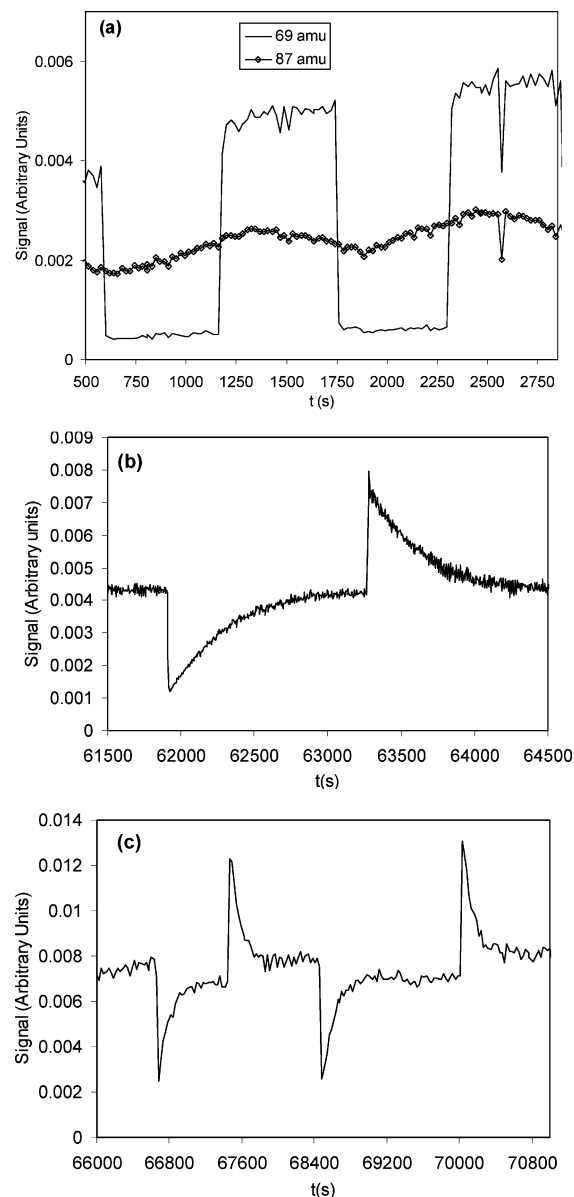 (a)
69 amu
87 amu
Signal (Arbitrary Units)
0.006
0.004
0.002
0
500 750 1000 1250 1500 1750 2000 2250 2500 2750
t (s)
(b)
Signal (Arbitrary units)
0.009
0.008
0.007
0.006
0.005
0.004
0.003
0.002
0.001
0
61500 62000 62500 63000 63500 64000 64500
t(s)
(c)
Signal (Arbitrary Units)
0.014
0.012
0.01
0.008
0.006
0.004
0.002
0
66000 66800 67600 68400 69200 70000 70800
t(s)